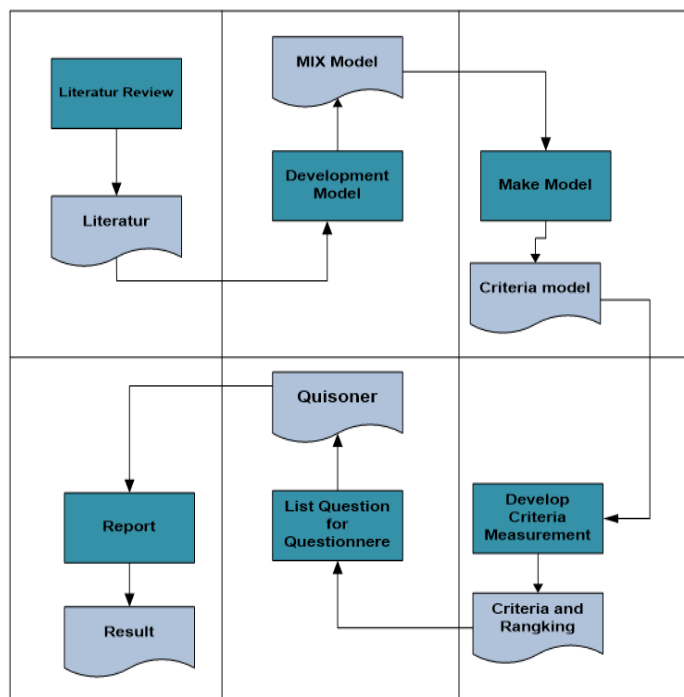 Literatur Review
Literatur
MIX Model
Development
Model
Make Model
Criteria model
Quisoner
List Question
for
Questionnere
Report
Result
Develop
Criteria
Measurement
Criteria and
Rangking